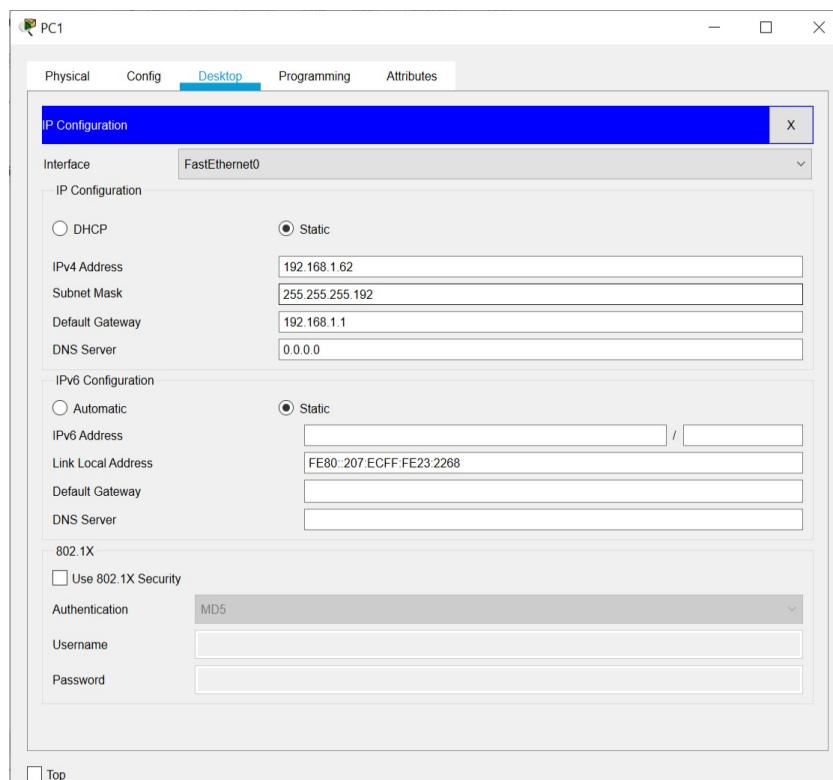 PC1
Physical Config Desktop Programming Attributes
IP Configuration X
Interface FastEthernet0
IP Configuration
DHCP Static
IPv4 Address 192.168.1.62
Subnet Mask 255.255.255.192
Default Gateway 192.168.1.1
DNS Server 0.0.0.0
IPv6 Configuration
Automatic Static
IPv6 Address /
Link Local Address FE80::207:ECFF:FE23:2268
Default Gateway
DNS Server
802.1X
Use 802.1X Security
Authentication MD5
Username
Password
Top